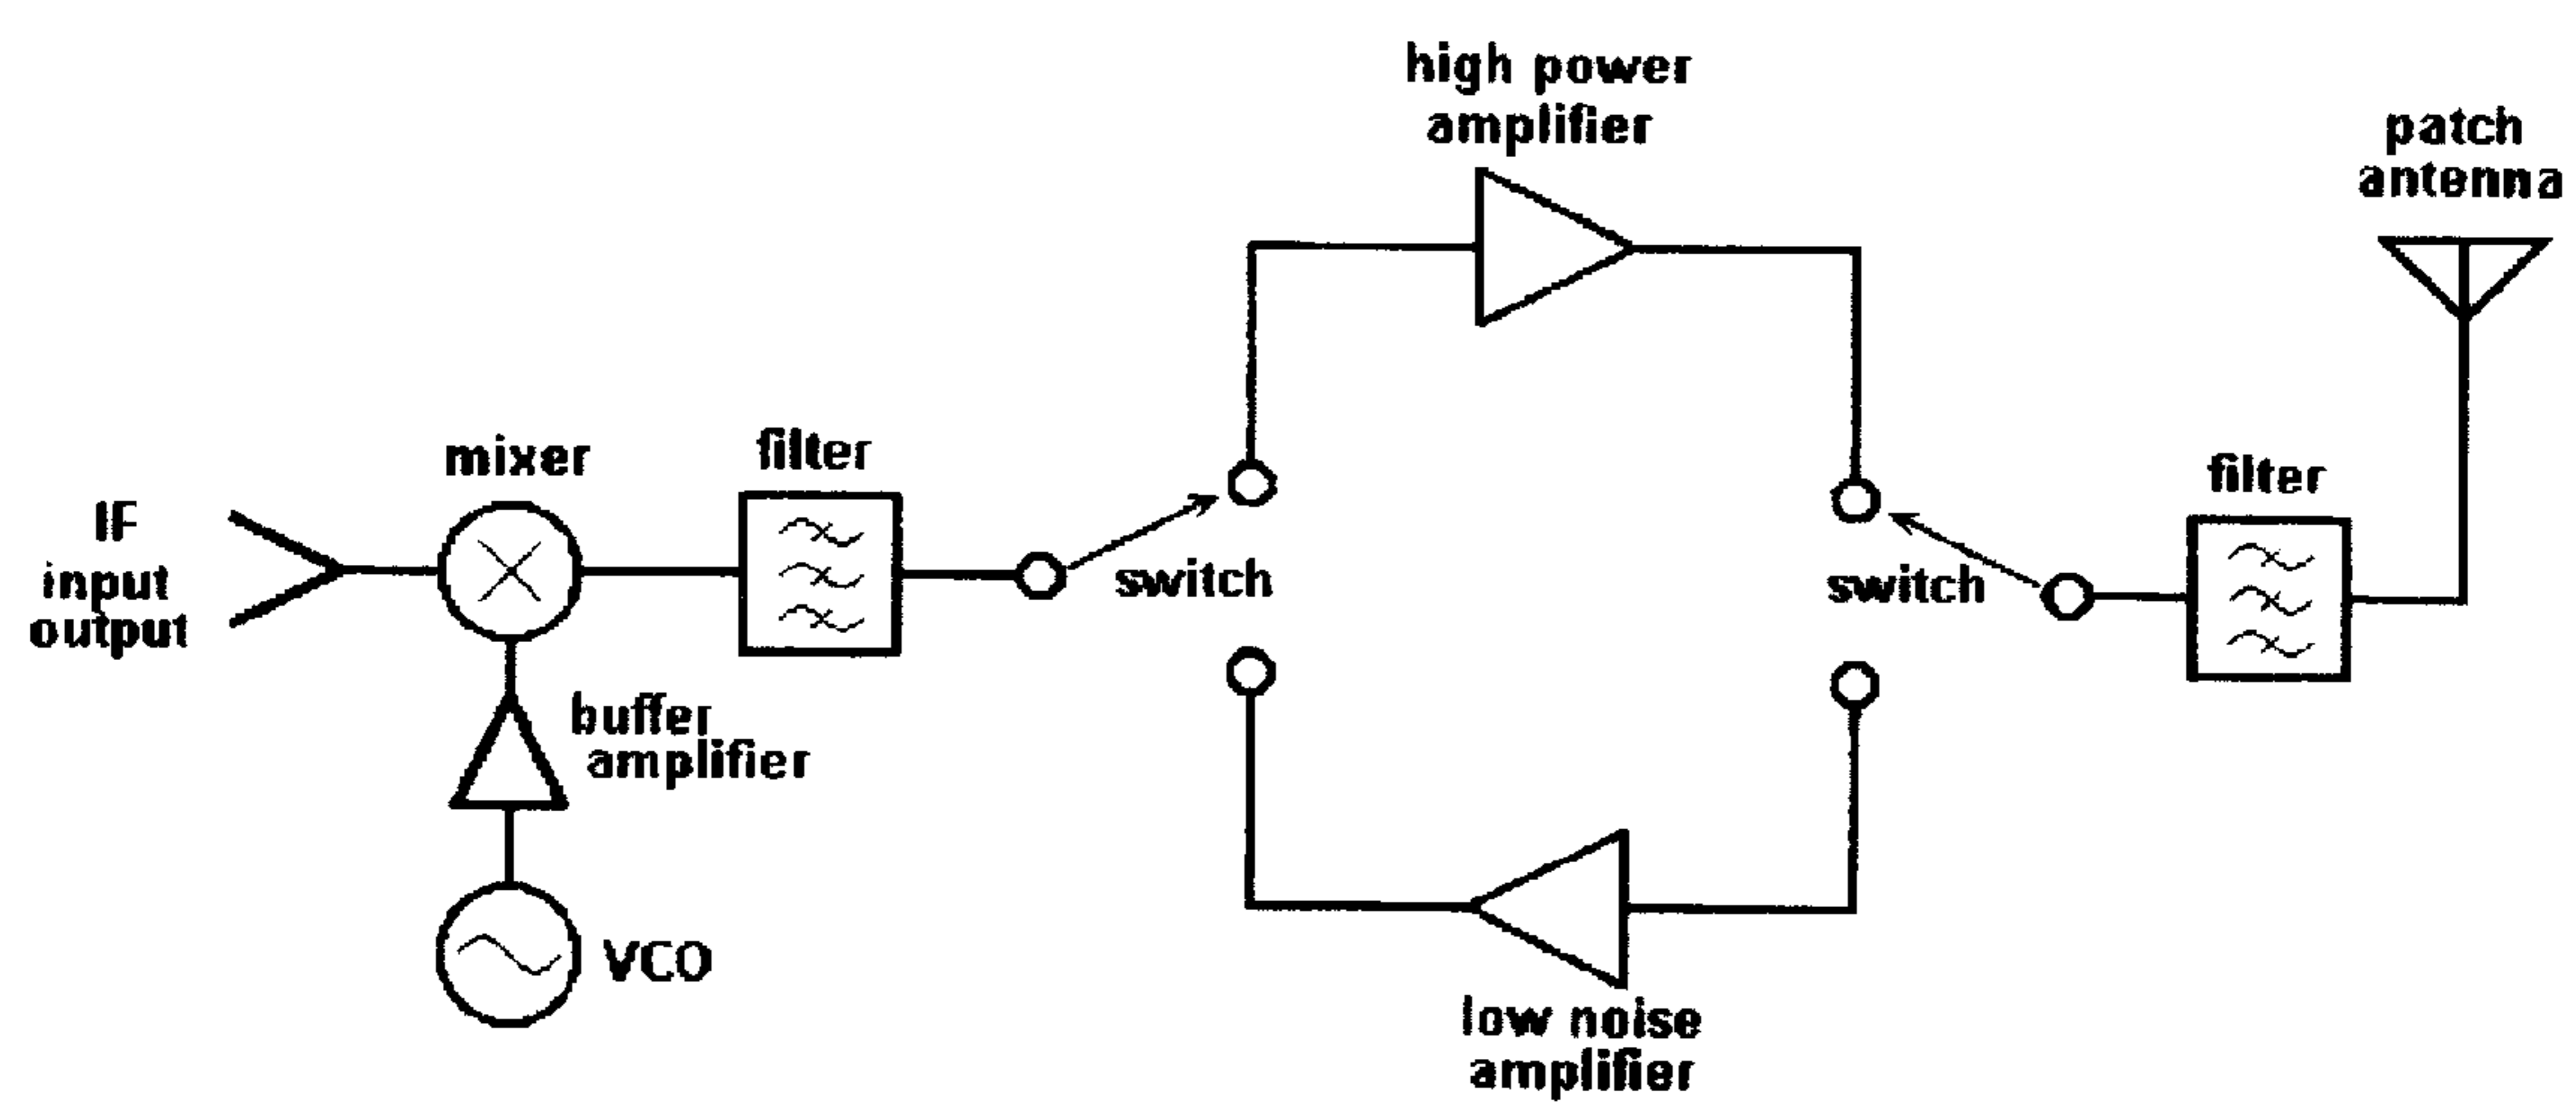 high power
amplifier
patch
antenna
mixer
filter
filter
IF
input
output
switch
switch
buffer
amplifier
VCO
low noise
amplifier